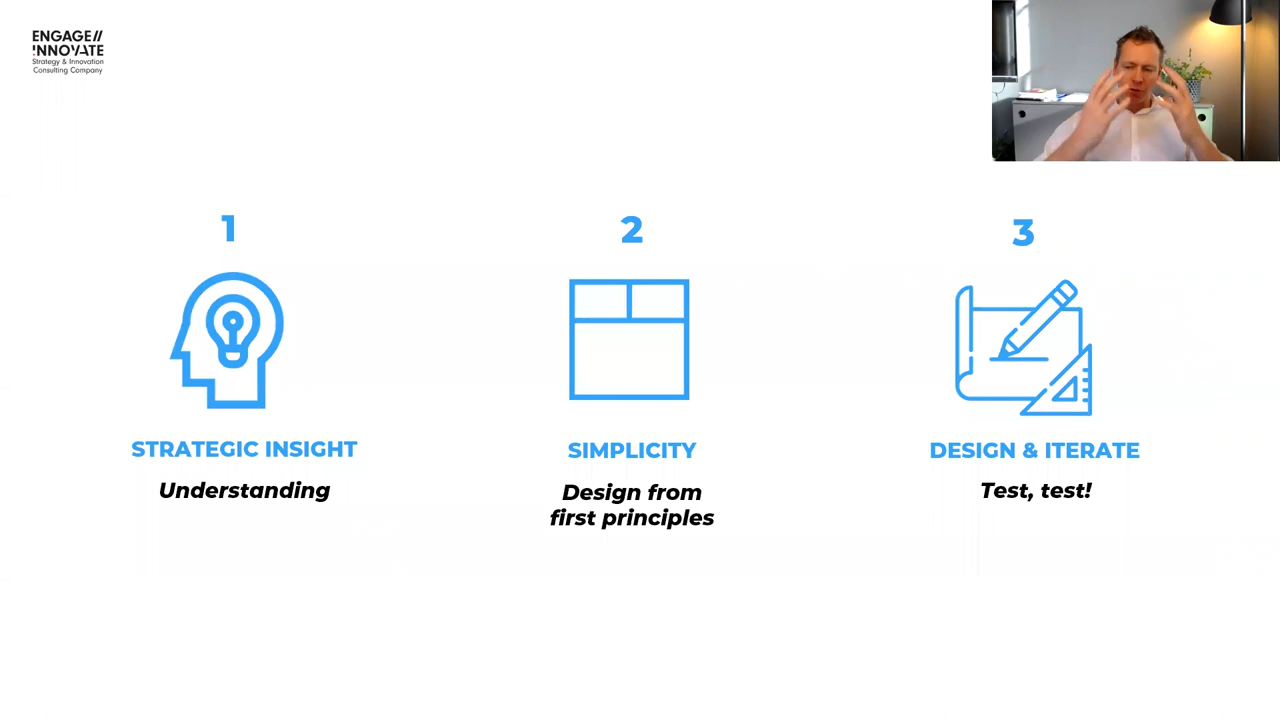 ENGAGE//
!NNOVATE
Strategy & Innovation
Consulting Company
1
2
3
STRATEGIC INSIGHT
SIMPLICITY
DESIGN & ITERATE
Understanding
Design from
first principles
Test, test!